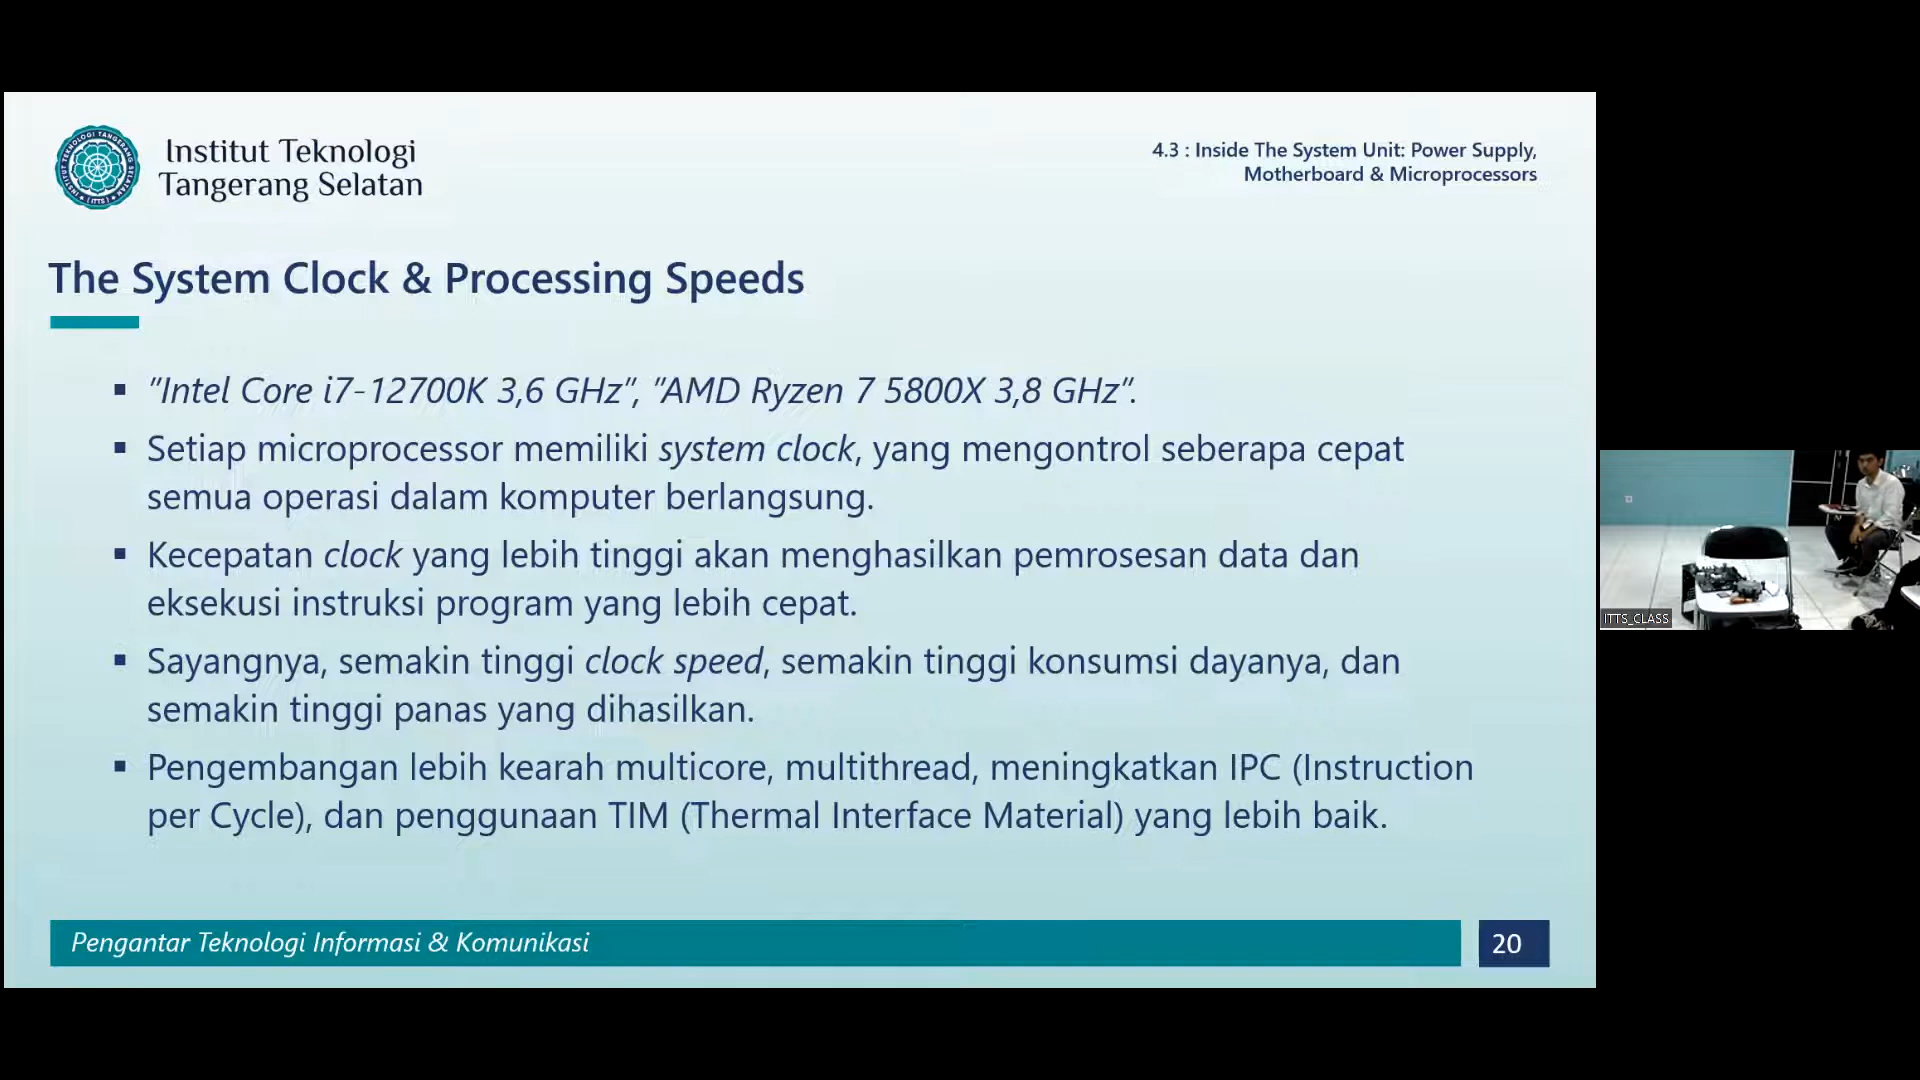 Institut Teknologi
Tangerang Selatan
4.3 : Inside The System Unit: Power Supply,
Motherboard & Microprocessors
The System Clock & Processing Speeds
▪ "Intel Core i7-12700K 3,6 GHz", "AMD Ryzen 7 5800X 3,8 GHz".
▪ Setiap microprocessor memiliki system clock, yang mengontrol seberapa cepat
semua operasi dalam komputer berlangsung.
▪ Kecepatan clock yang lebih tinggi akan menghasilkan pemrosesan data dan
eksekusi instruksi program yang lebih cepat.
▪ Sayangnya, semakin tinggi clock speed, semakin tinggi konsumsi dayanya, dan
semakin tinggi panas yang dihasilkan.
▪ Pengembangan lebih kearah multicore, multithread, meningkatkan IPC (Instruction
per Cycle), dan penggunaan TIM (Thermal Interface Material) yang lebih baik.
Pengantar Teknologi Informasi & Komunikasi
20
ITTS_CLASS